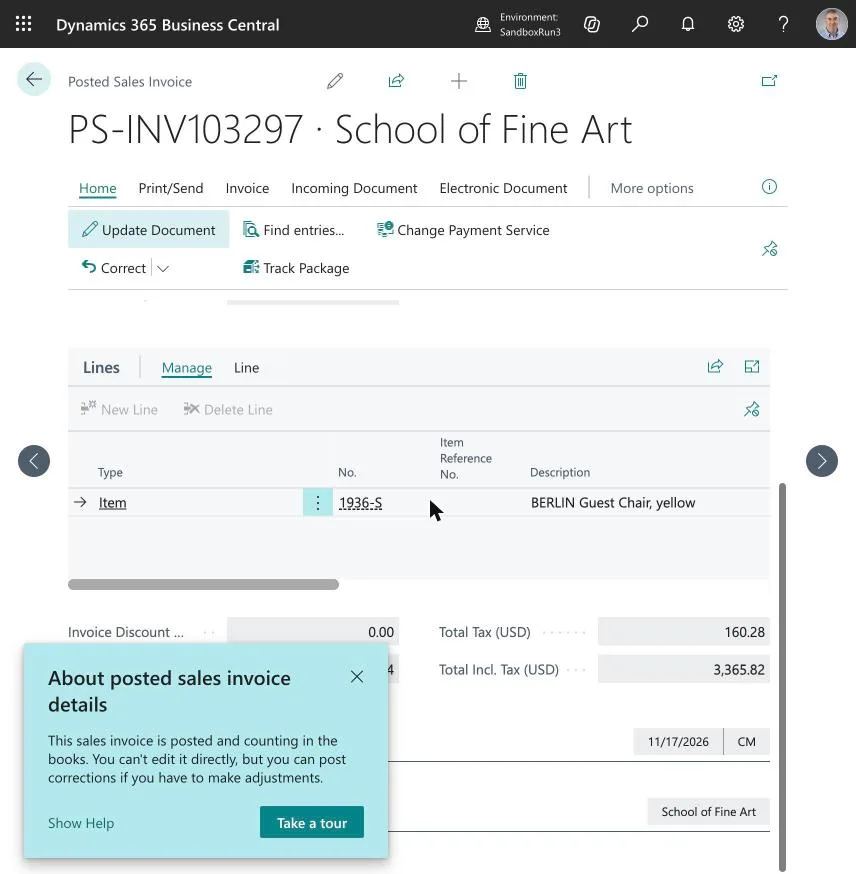 Dynamics 365 Business Central
Environment:
SandboxRun3
?
Posted Sales Invoice
PS-INV103297 · School of Fine Art
Home Print/Send Invoice Incoming Document Electronic Document More options
Update Document Find entries... Change Payment Service
Correct Track Package
Lines Manage Line
New Line Delete Line
Type No. Item Reference No. Description
Item 1936-S BERLIN Guest Chair, yellow
Invoice Discount ... 0.00 Total Tax (USD) 160.28
4 Total Incl. Tax (USD) 3,365.82
About posted sales invoice
details
This sales invoice is posted and counting in the
books. You can't edit it directly, but you can post
corrections if you have to make adjustments.
Show Help Take a tour
11/17/2026 CM
School of Fine Art